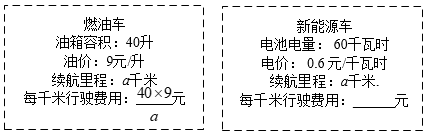 燃油车
油箱容积：40升
油价：9元/升
续航里程：a千米
每千米行驶费用：40×9/a元
新能源车
电池电量：60千瓦时
电价：0.6元/千瓦时
续航里程：a千米.
每千米行驶费用：______元